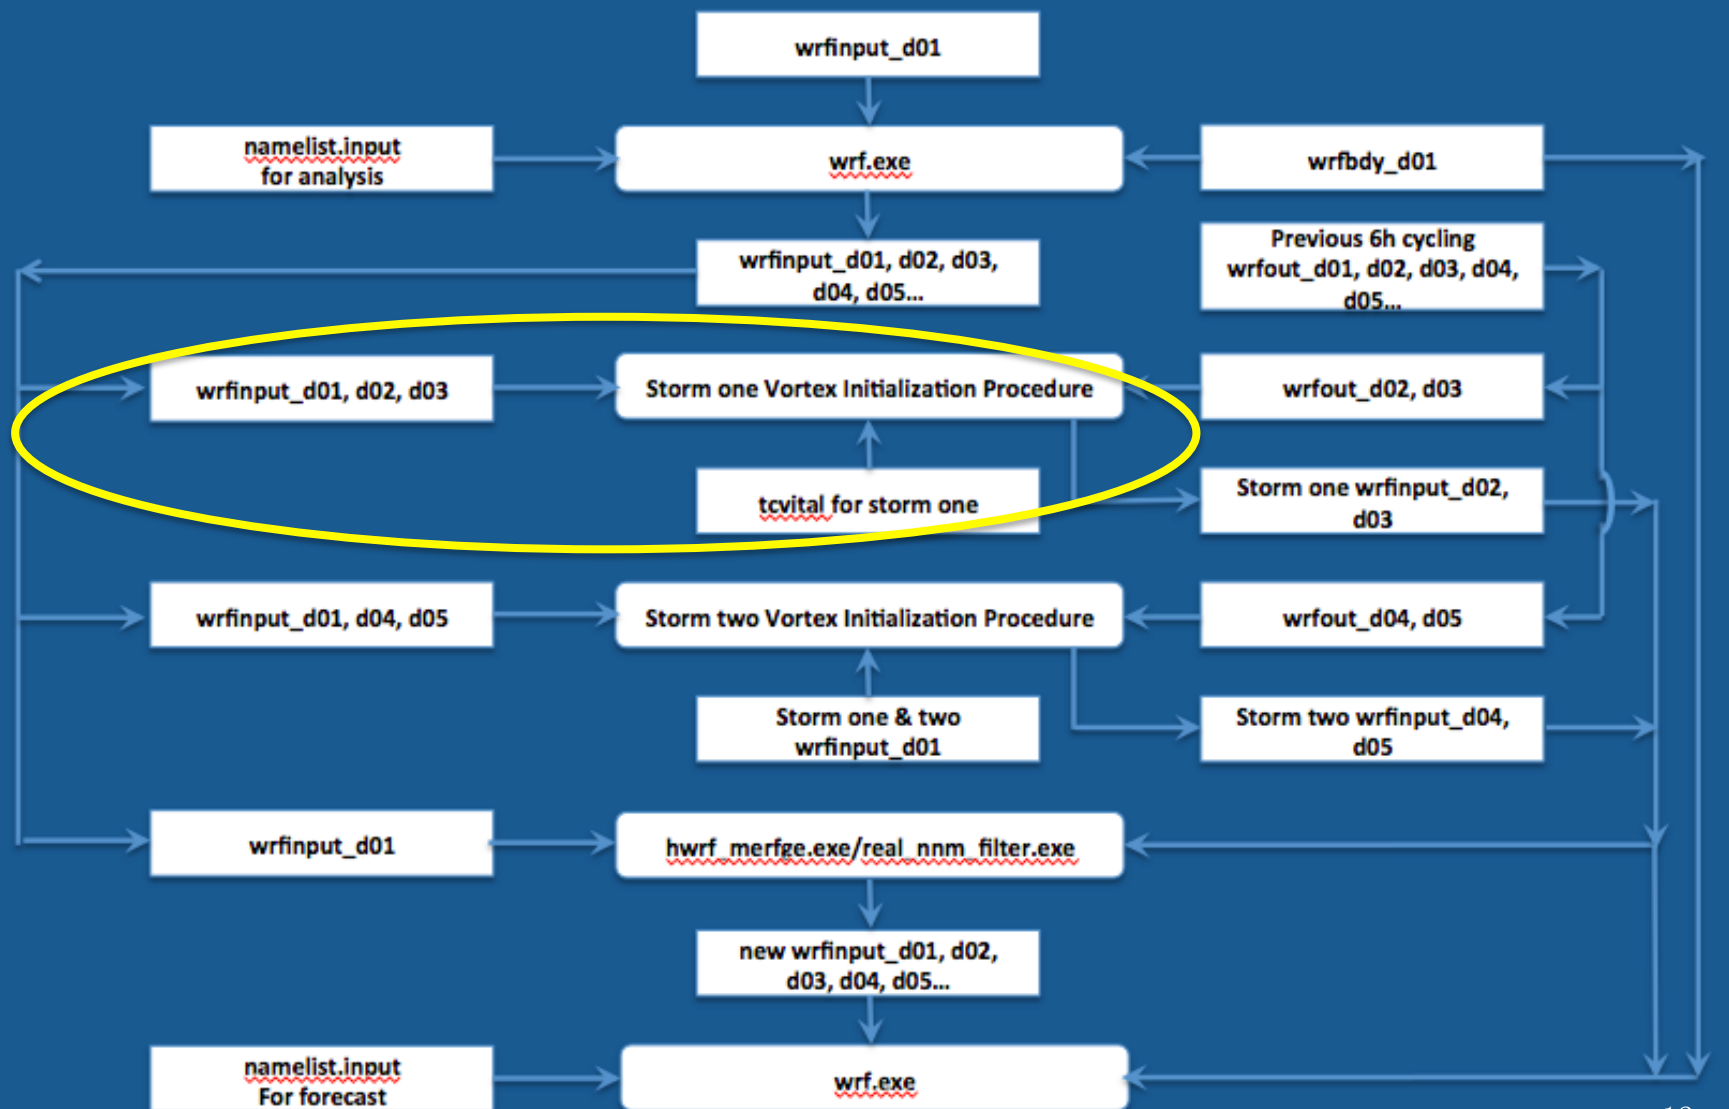 wrfinput_d01
namelist.input
for analysis
wrf.exe
wrfbdy_d01
wrfinput_d01, d02, d03,
d04, d05...
Previous 6h cycling
wrfout_d01, d02, d03, d04,
d05...
wrfinput_d01, d02, d03
Storm one Vortex Initialization Procedure
wrfout_d02, d03
tcvital for storm one
Storm one wrfinput_d02,
d03
wrfinput_d01, d04, d05
Storm two Vortex Initialization Procedure
wrfout_d04, d05
Storm one & two
wrfinput_d01
Storm two wrfinput_d04,
d05
wrfinput_d01
hwrf_merfge.exe/real_nnm_filter.exe
new wrfinput_d01, d02,
d03, d04, d05...
namelist.input
For forecast
wrf.exe